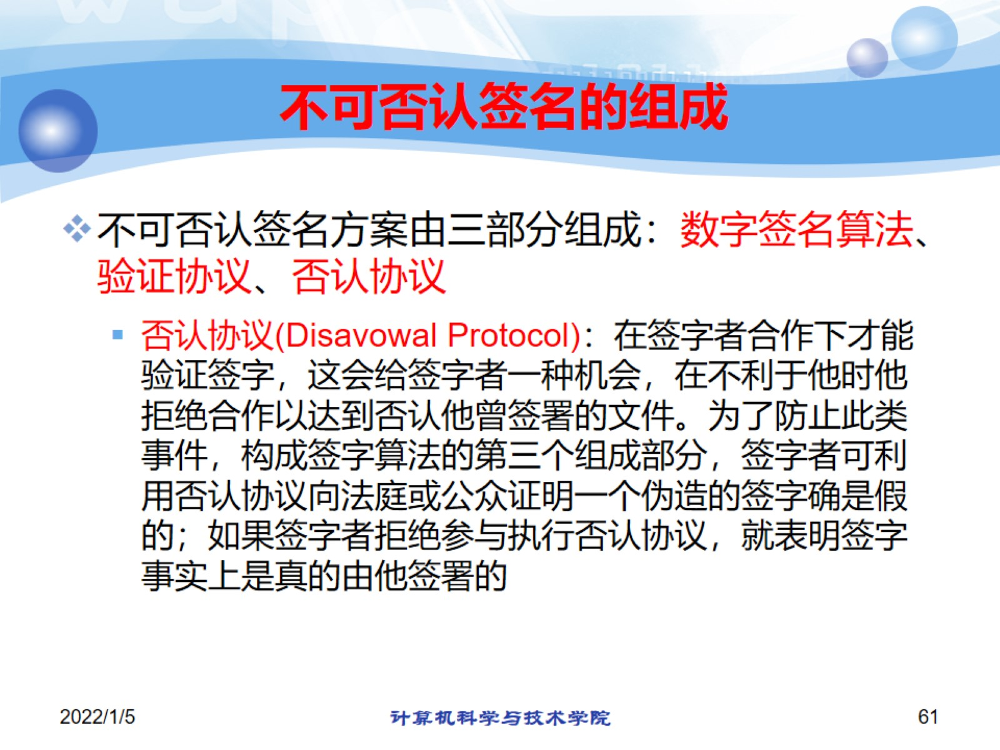 不可否认签名的组成
不可否认签名方案由三部分组成：数字签名算法、
验证协议、否认协议
否认协议(Disavowal Protocol)：在签字者合作下才能
验证签字，这会给签字者一种机会，在不利于他时他
拒绝合作以达到否认他曾签署的文件。为了防止此类
事件，构成签字算法的第三个组成部分，签字者可利
用否认协议向法庭或公众证明一个伪造的签字确是假
的；如果签字者拒绝参与执行否认协议，就表明签字
事实上是真的由他签署的
2022/1/5
计算机科学与技术学院
61